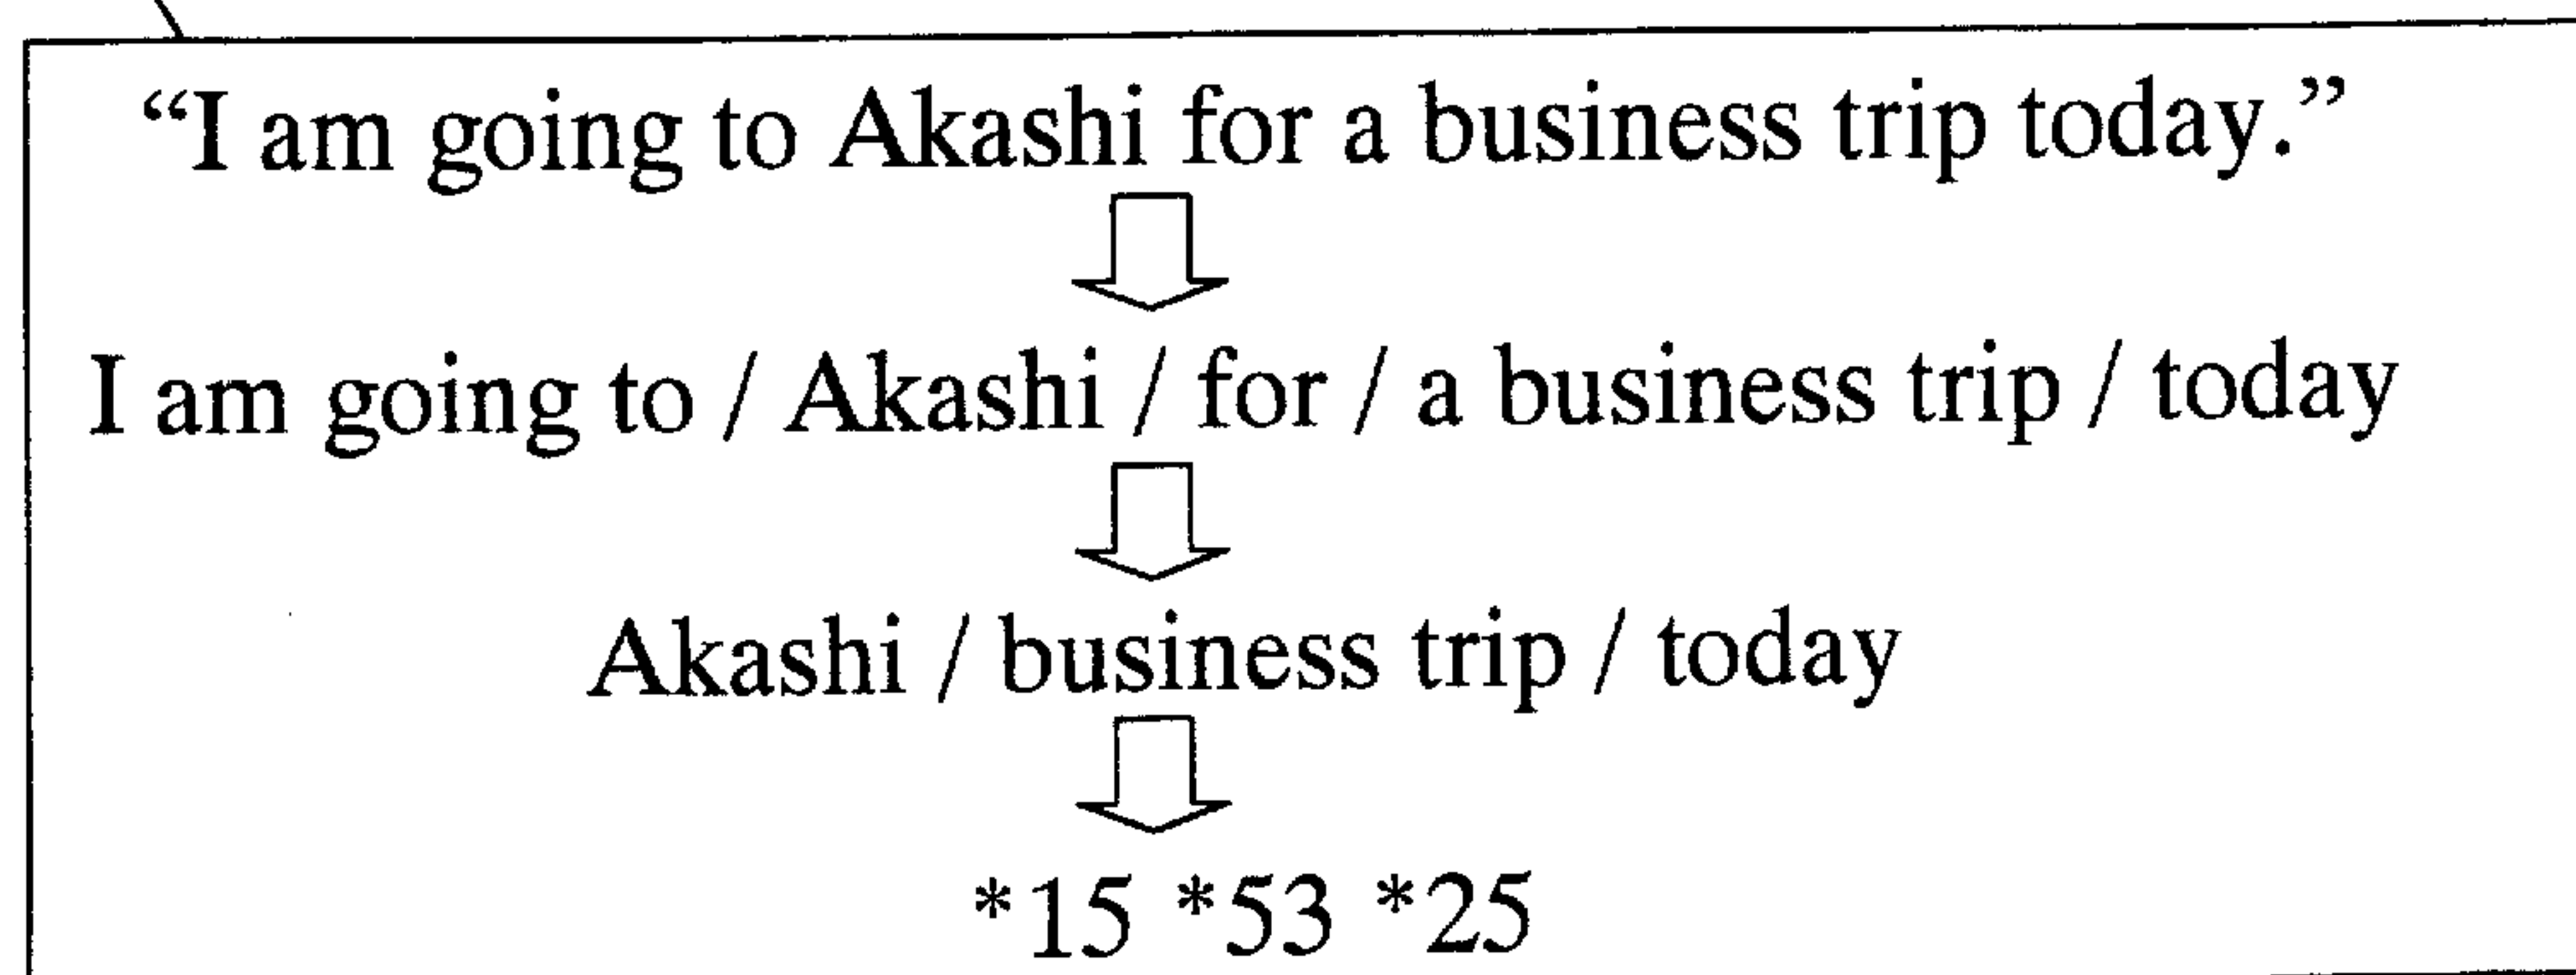 “I am going to Akashi for a business trip today.”
I am going to / Akashi / for / a business trip / today
Akashi / business trip / today
*15 *53 *25